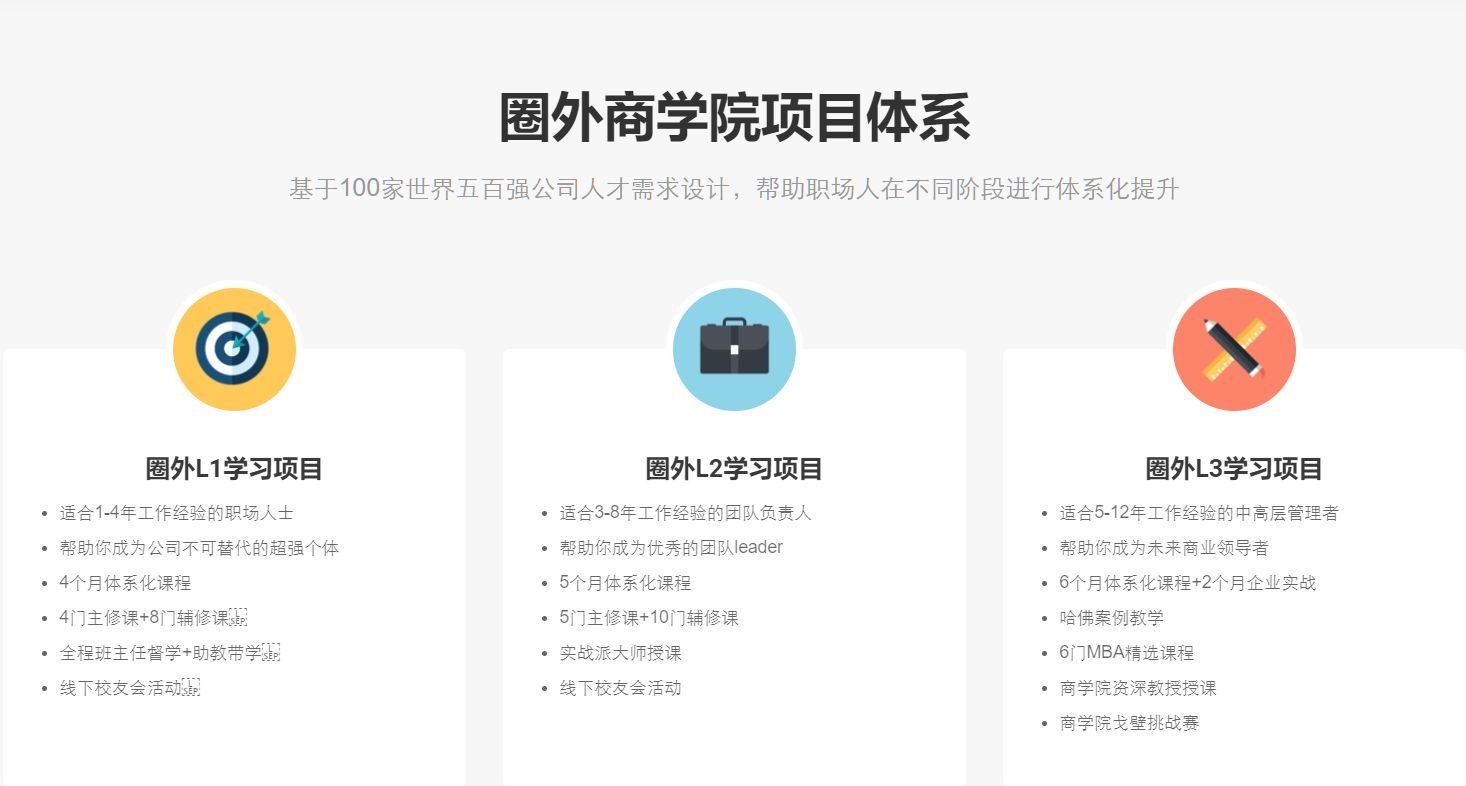 圈外商学院项目体系
基于100家世界五百强公司人才需求设计，帮助职场人在不同阶段进行体系化提升
圈外L1学习项目
• 适合1-4年工作经验的职场人士
• 帮助你成为公司不可替代的超强个体
• 4个月体系化课程
• 4门主修课+8门辅修课
• 全程班主任督学+助教带学
• 线下校友会活动
圈外L2学习项目
• 适合3-8年工作经验的团队负责人
• 帮助你成为优秀的团队leader
• 5个月体系化课程
• 5门主修课+10门辅修课
• 实战派大师授课
• 线下校友会活动
圈外L3学习项目
• 适合5-12年工作经验的中高层管理者
• 帮助你成为未来商业领导者
• 6个月体系化课程+2个月企业实战
• 哈佛案例教学
• 6门MBA精选课程
• 商学院资深教授授课
• 商学院戈壁挑战赛